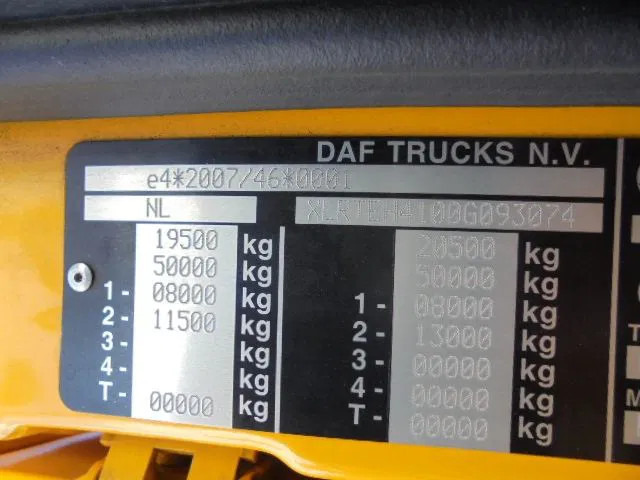 DAF TRUCKS N.V.
e4*2007/46*0001
NL XLRTEH4100G093074
19500 kg 20500 kg
50000 kg 50000 kg
1- 08000 kg 1- 08000 kg
2- 11500 kg 2- 13000 kg
3- kg 3- 00000 kg
4- kg 4- 00000 kg
T- 00000 kg T- 00000 kg
T
M